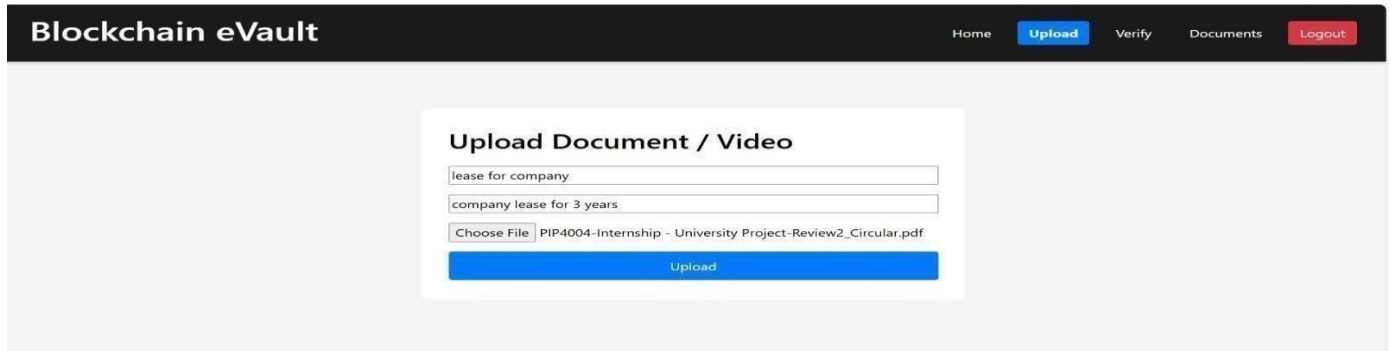 Blockchain eVault
Home Upload Verify Documents Logout
Upload Document / Video
lease for company
company lease for 3 years
Choose File PIP4004-Internship - University Project-Review2_Circular.pdf
Upload